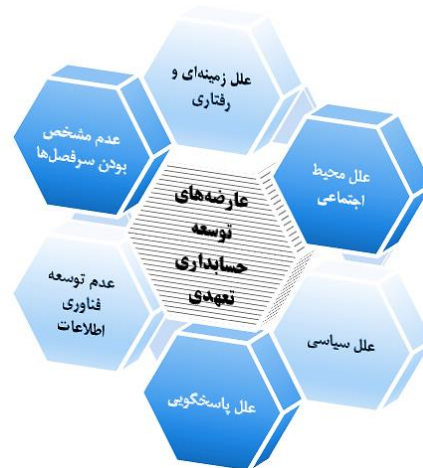 علل زمینه‌ای و
رفتاری
علل محیط
اجتماعی
علل سیاسی
علل پاسخگویی
عدم توسعه
فناوری
اطلاعات
عدم مشخص
بودن سرفصل‌ها
عارضه‌های
توسعه
حسابداری
تعهدی